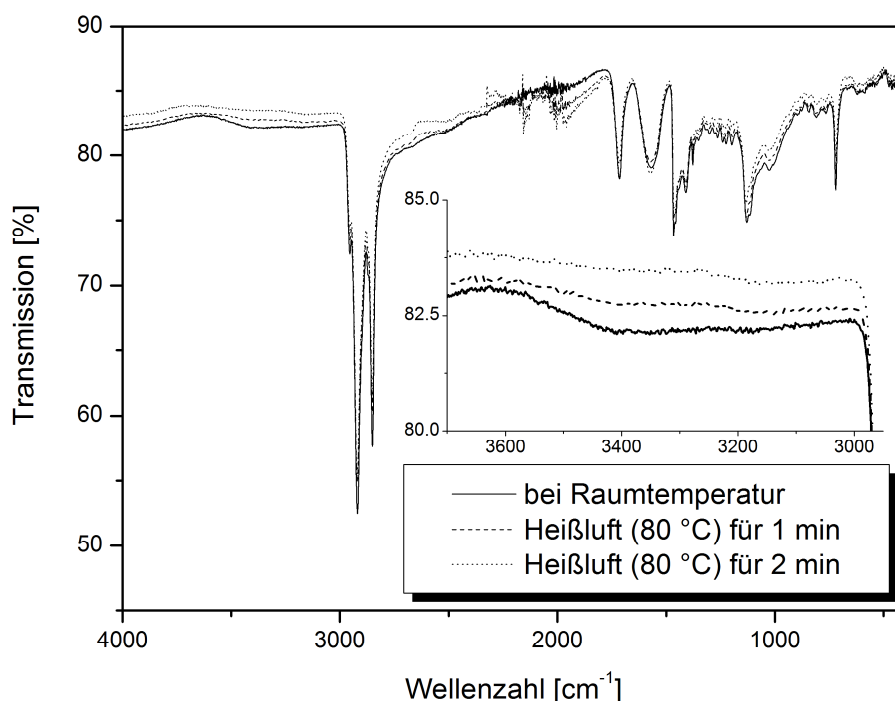 90
80
70
60
50
Transmission [%]
85.0
82.5
80.0
3600 3400 3200 3000
bei Raumtemperatur
Heißluft (80 °C) für 1 min
Heißluft (80 °C) für 2 min
4000 3000 2000 1000
Wellenzahl [cm⁻¹]